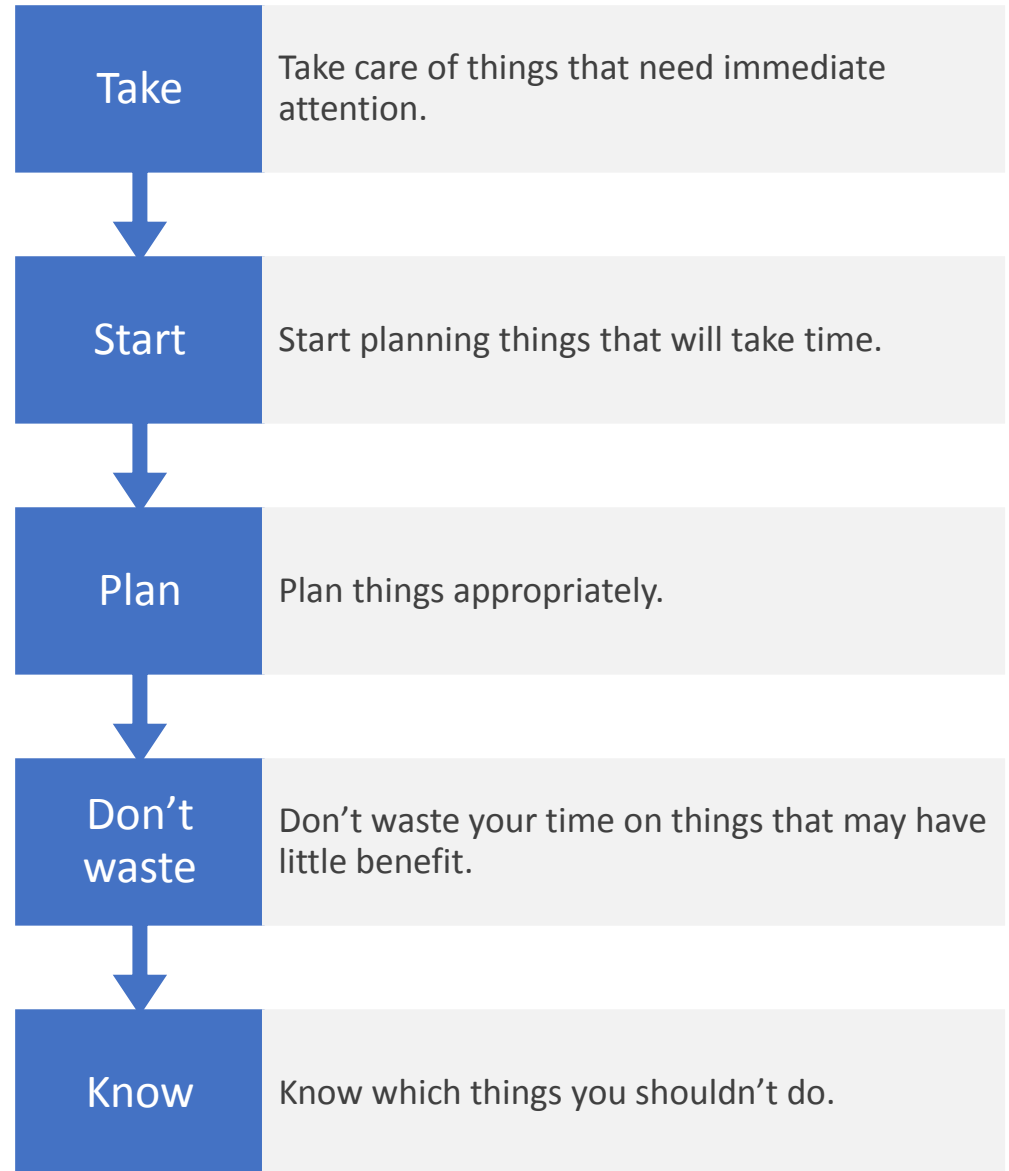 Take
Take care of things that need immediate
attention.
Start
Start planning things that will take time.
Plan
Plan things appropriately.
Don’t
waste
Don’t waste your time on things that may have
little benefit.
Know
Know which things you shouldn’t do.